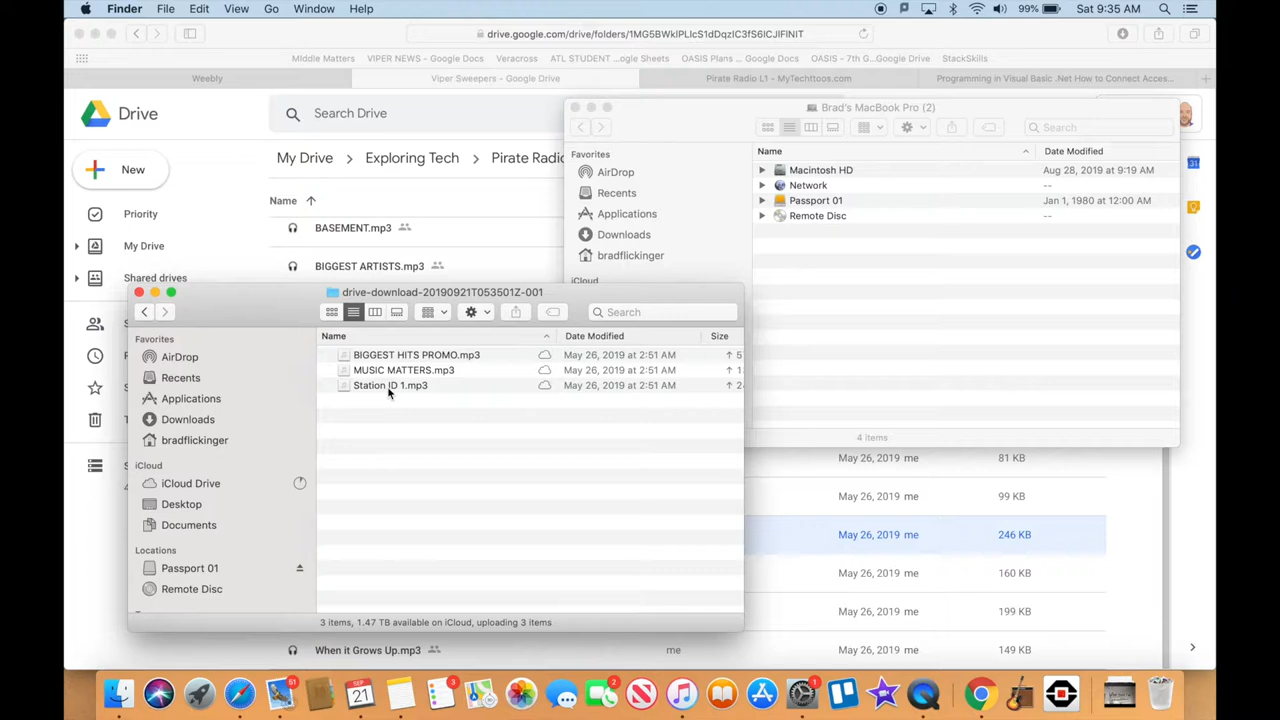 Finder File Edit View Go Window Help 99% Sat 9:35 AM
drive.google.com/drive/folders/1MG5BWklPLIcS1dDqzIC3fS6ICJIFINIT
Middle Matters VIPER NEWS - Google Docs Veracross ATL STUDENT ...ogle Sheets OASIS Plans ... Google Docs OASIS - 7th G...Google Drive StackSkills
Weebly Viper Sweepers - Google Drive Pirate Radio L1 - MyTechttoos.com Programming in Visual Basic .Net How to Connect Acces...
Drive
Search Drive
New
Priority
My Drive
Shared drives
My Drive Exploring Tech Pirate Radio
Name
BASEMENT.mp3
BIGGEST ARTISTS.mp3
Brad's MacBook Pro (2)
Search
Favorites
AirDrop
Recents
Applications
Downloads
bradflickinger
iCloud
Name Date Modified
Macintosh HD Aug 28, 2019 at 9:19 AM
Network --
Passport 01 Jan 1, 1980 at 12:00 AM
Remote Disc --
4 items
drive-download-20190921T053501Z-001
Search
Favorites
AirDrop
Recents
Applications
Downloads
bradflickinger
iCloud
iCloud Drive
Desktop
Documents
Locations
Passport 01
Remote Disc
Name Date Modified Size
BIGGEST HITS PROMO.mp3 May 26, 2019 at 2:51 AM 5
MUSIC MATTERS.mp3 May 26, 2019 at 2:51 AM 1
Station ID 1.mp3 May 26, 2019 at 2:51 AM 2
3 items, 1.47 TB available on iCloud, uploading 3 items
May 26, 2019 me 81 KB
May 26, 2019 me 99 KB
May 26, 2019 me 246 KB
May 26, 2019 me 160 KB
May 26, 2019 me 199 KB
When it Grows Up.mp3 me May 26, 2019 me 149 KB
51
SEP
21
3
2
1